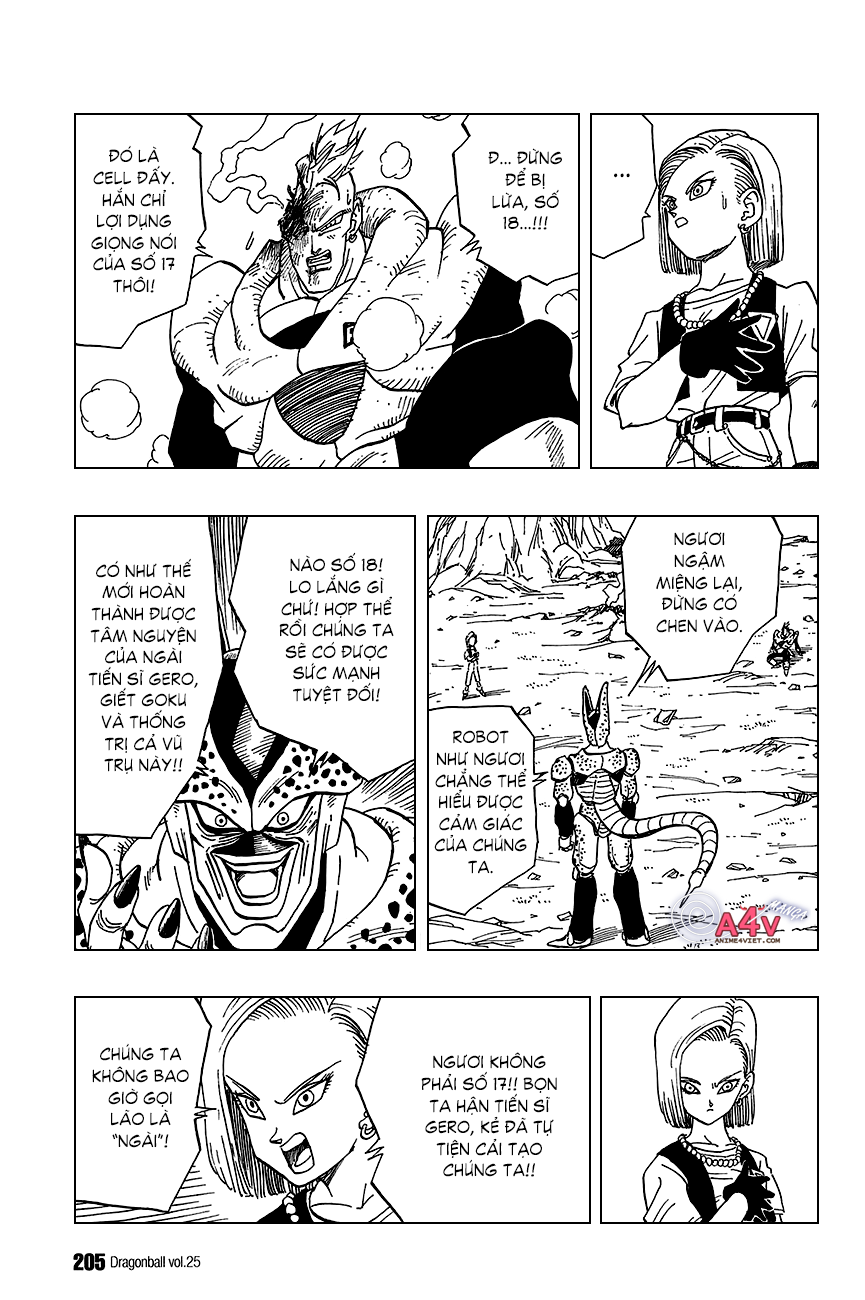 ...
Đ... ĐỪNG
ĐỂ BỊ
LỪA, SỐ
18...!!!
ĐÓ LÀ
CELL ĐẤY.
HẮN CHỈ
LỢI DỤNG
GIỌNG NÓI
CỦA SỐ 17
THÔI!
NGƯƠI
NGẬM
MIỆNG LẠI,
ĐỪNG CÓ
CHEN VÀO.
ROBOT
NHƯ NGƯƠI
CHẲNG THỂ
HIỂU ĐƯỢC
CẢM GIÁC
CỦA CHÚNG
TA.
NÀO SỐ 18!
LO LẮNG GÌ
CHỨ! HỢP THỂ
RỒI CHÚNG TA
SẼ CÓ ĐƯỢC
SỨC MẠNH
TUYỆT ĐỐI!
CÓ NHƯ THẾ
MỚI HOÀN
THÀNH ĐƯỢC
TÂM NGUYỆN
CỦA NGÀI
TIẾN SĨ GERO,
GIẾT GOKU
VÀ THỐNG
TRỊ CẢ VŨ
TRỤ NÀY!!
MANGA
A4V
ANIME4VIET.COM
NGƯƠI KHÔNG
PHẢI SỐ 17!! BỌN
TA HẬN TIẾN SĨ
GERO, KẺ ĐÃ TỰ
TIỆN CẢI TẠO
CHÚNG TA!!
CHÚNG TA
KHÔNG BAO
GIỜ GỌI
LÃO LÀ
“NGÀI”!
205 Dragonball vol.25